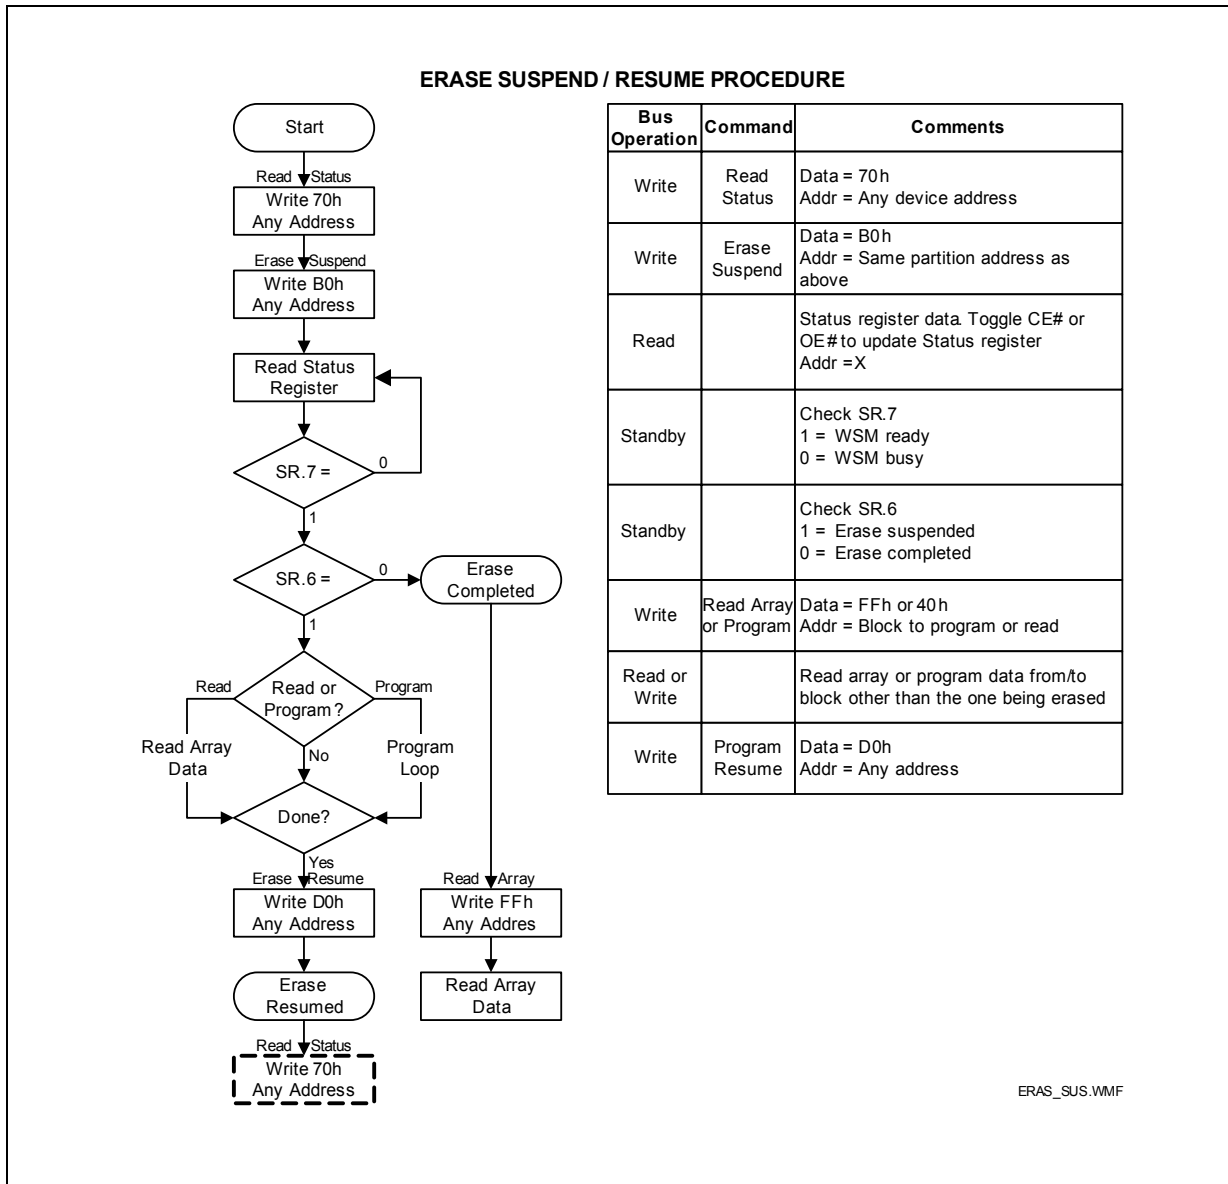 ERASE SUSPEND / RESUME PROCEDURE
Start
Read Status
Write 70h
Any Address
Erase Suspend
Write B0h
Any Address
Read Status
Register
SR.7 =
0
1
SR.6 =
0
Erase
Completed
1
Read
Read or
Program?
Program
Read Array
Data
No
Program
Loop
Done?
Yes
Erase Resume
Write D0h
Any Address
Read Array
Write FFh
Any Addres
Erase
Resumed
Read Array
Data
Read Status
Write 70h
Any Address
Bus
Operation
Command
Comments
Write
Read
Status
Data = 70h
Addr = Any device address
Write
Erase
Suspend
Data = B0h
Addr = Same partition address as
above
Read
Status register data. Toggle CE# or
OE# to update Status register
Addr =X
Standby
Check SR.7
1 = WSM ready
0 = WSM busy
Standby
Check SR.6
1 = Erase suspended
0 = Erase completed
Write
Read Array
or Program
Data = FFh or 40h
Addr = Block to program or read
Read or
Write
Read array or program data from/to
block other than the one being erased
Write
Program
Resume
Data = D0h
Addr = Any address
ERAS_SUS.WMF